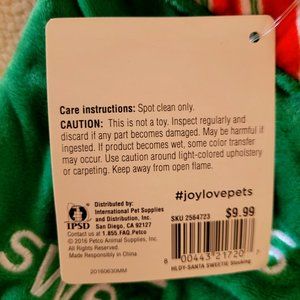 Care instructions: Spot clean only.
CAUTION: This is not a toy. Inspect regularly and
discard if any part becomes damaged. May be harmful if
ingested. If product becomes wet, some color transfer
may occur. Use caution around light-colored upholstery
or carpeting. Keep away from open flame.
#joylovepets
IPSD
Distributed by:
International Pet Supplies
and Distribution, Inc.
San Diego, CA 92127
Contact us at 1.855.FAQ.Petco
© 2016 Petco Animal Supplies, Inc.
All rights reserved.
Made Responsibly in China
20160630MM
SKU 2564723
$9.99
8 00443 21720
HLDY-SANTA SWEETIE Stocking
SW